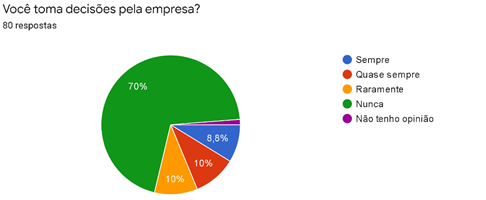 Você toma decisões pela empresa?
80 respostas
Sempre
Quase sempre
Raramente
Nunca
Não tenho opinião
70%
8,8%
10%
10%